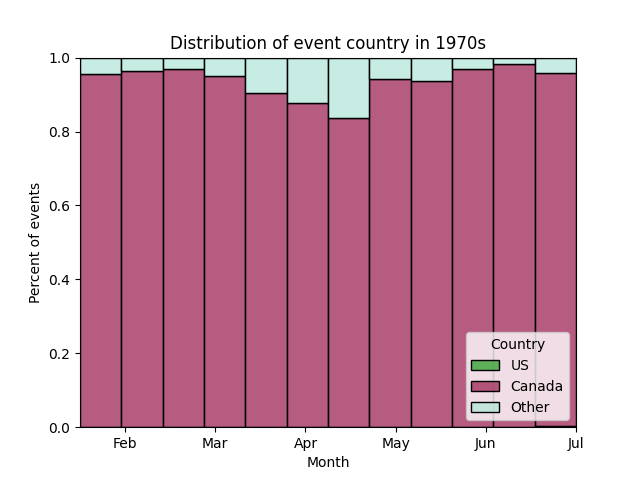 Distribution of event country in 1970s
1.0
0.8
0.6
0.4
0.2
0.0
Percent of events
Country
US
Canada
Other
Feb Mar Apr May Jun Jul
Month